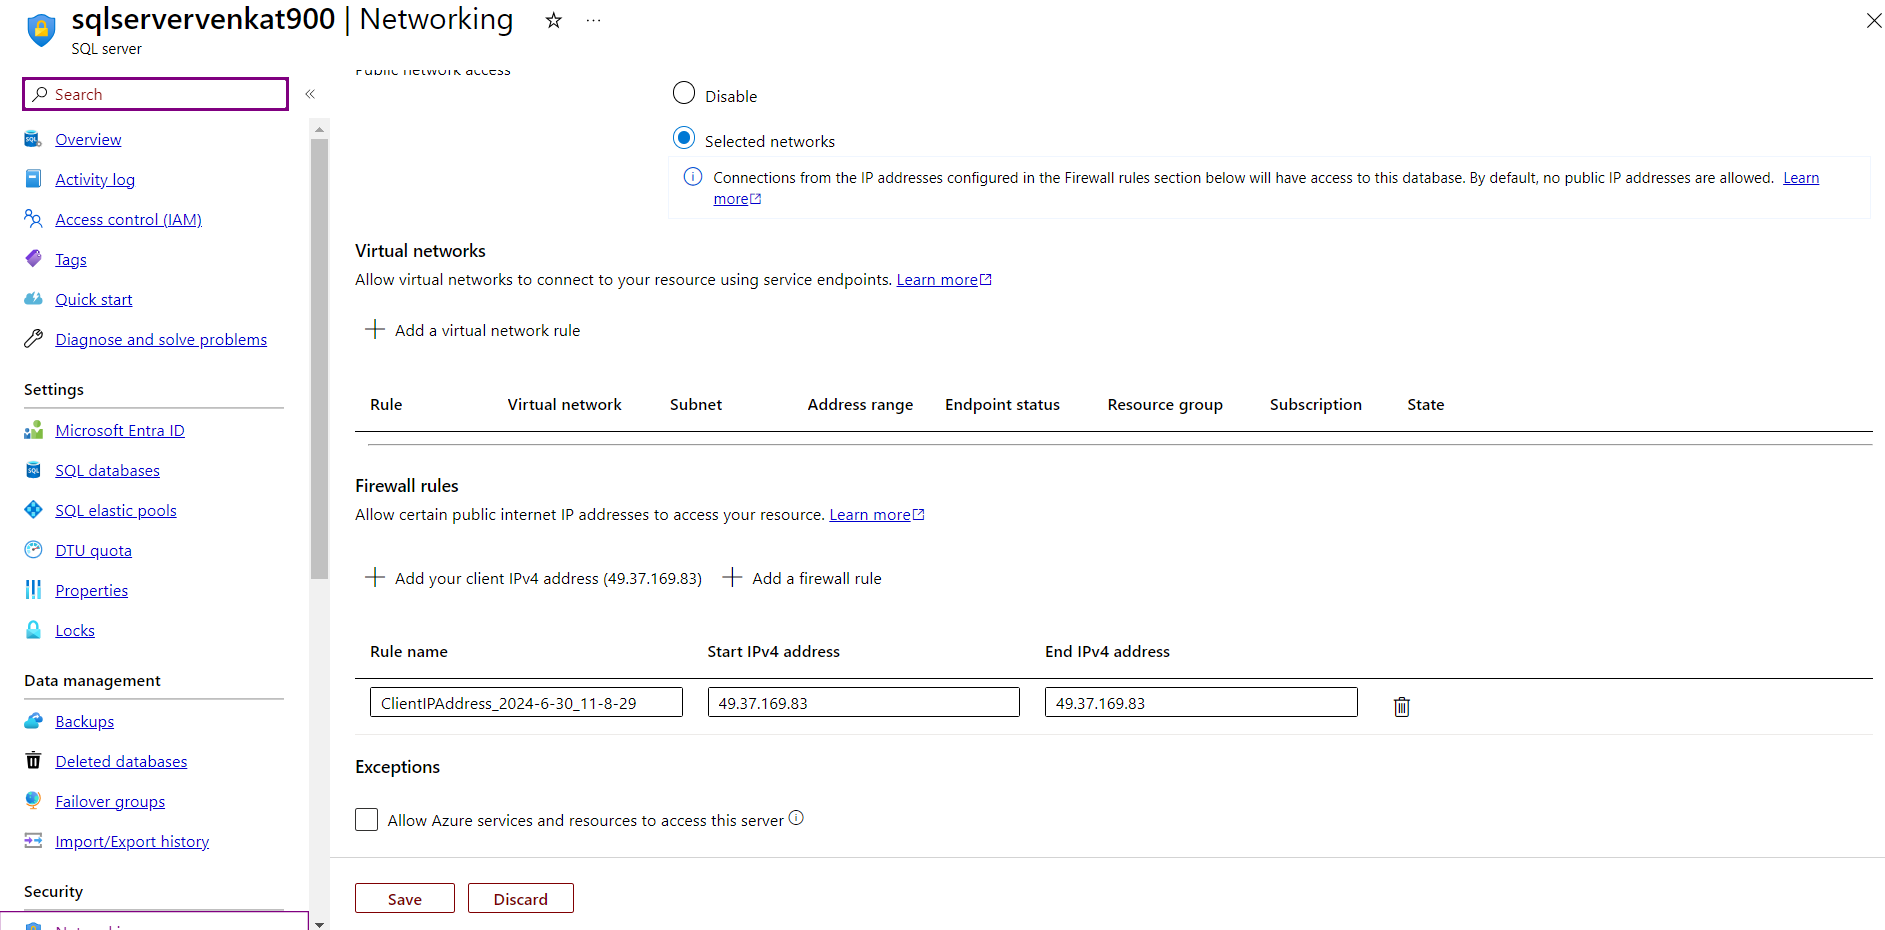 sqlservervenkat900 | Networking
SQL server
Search
Overview
Activity log
Access control (IAM)
Tags
Quick start
Diagnose and solve problems
Settings
Microsoft Entra ID
SQL databases
SQL elastic pools
DTU quota
Properties
Locks
Data management
Backups
Deleted databases
Failover groups
Import/Export history
Security
Public network access
Disable
Selected networks
Connections from the IP addresses configured in the Firewall rules section below will have access to this database. By default, no public IP addresses are allowed. Learn
more
Virtual networks
Allow virtual networks to connect to your resource using service endpoints. Learn more
Add a virtual network rule
Rule Virtual network Subnet Address range Endpoint status Resource group Subscription State
Firewall rules
Allow certain public internet IP addresses to access your resource. Learn more
Add your client IPv4 address (49.37.169.83) Add a firewall rule
Rule name Start IPv4 address End IPv4 address
ClientIPAddress_2024-6-30_11-8-29 49.37.169.83 49.37.169.83
Exceptions
Allow Azure services and resources to access this server
Save Discard